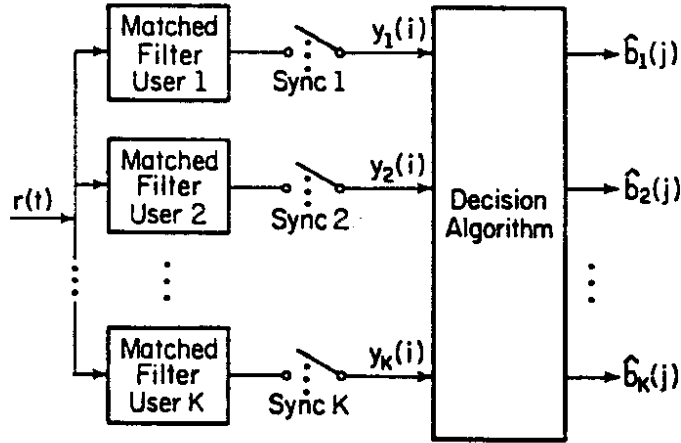 Matched
Filter
User 1
Sync 1
y₁(i)
b̂₁(j)
r(t)
Matched
Filter
User 2
Sync 2
y₂(i)
Decision
Algorithm
b̂₂(j)
Matched
Filter
User K
Sync K
yₖ(i)
b̂ₖ(j)